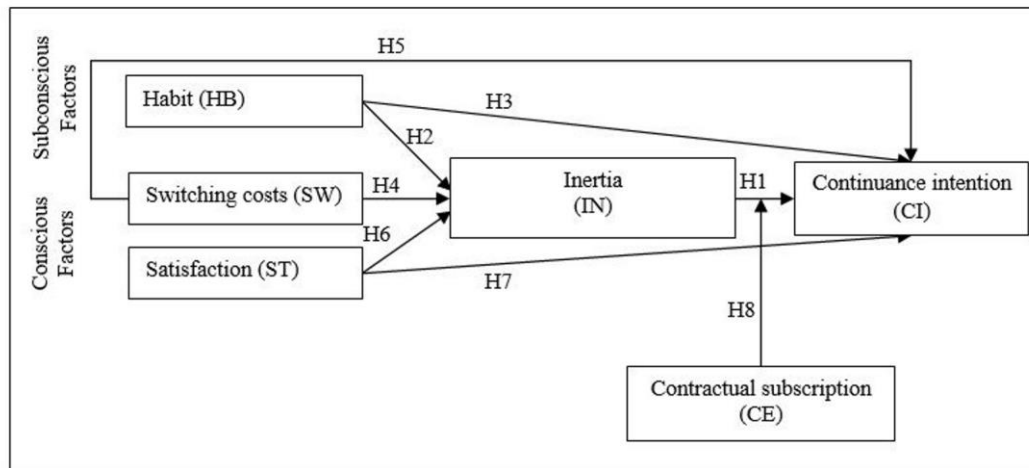 Subconscious
Factors
Conscious
Factors
H5
Habit (HB)
H3
H2
Switching costs (SW)
H4
Inertia
(IN)
H1
Continuance intention
(CI)
H6
Satisfaction (ST)
H7
H8
Contractual subscription
(CE)